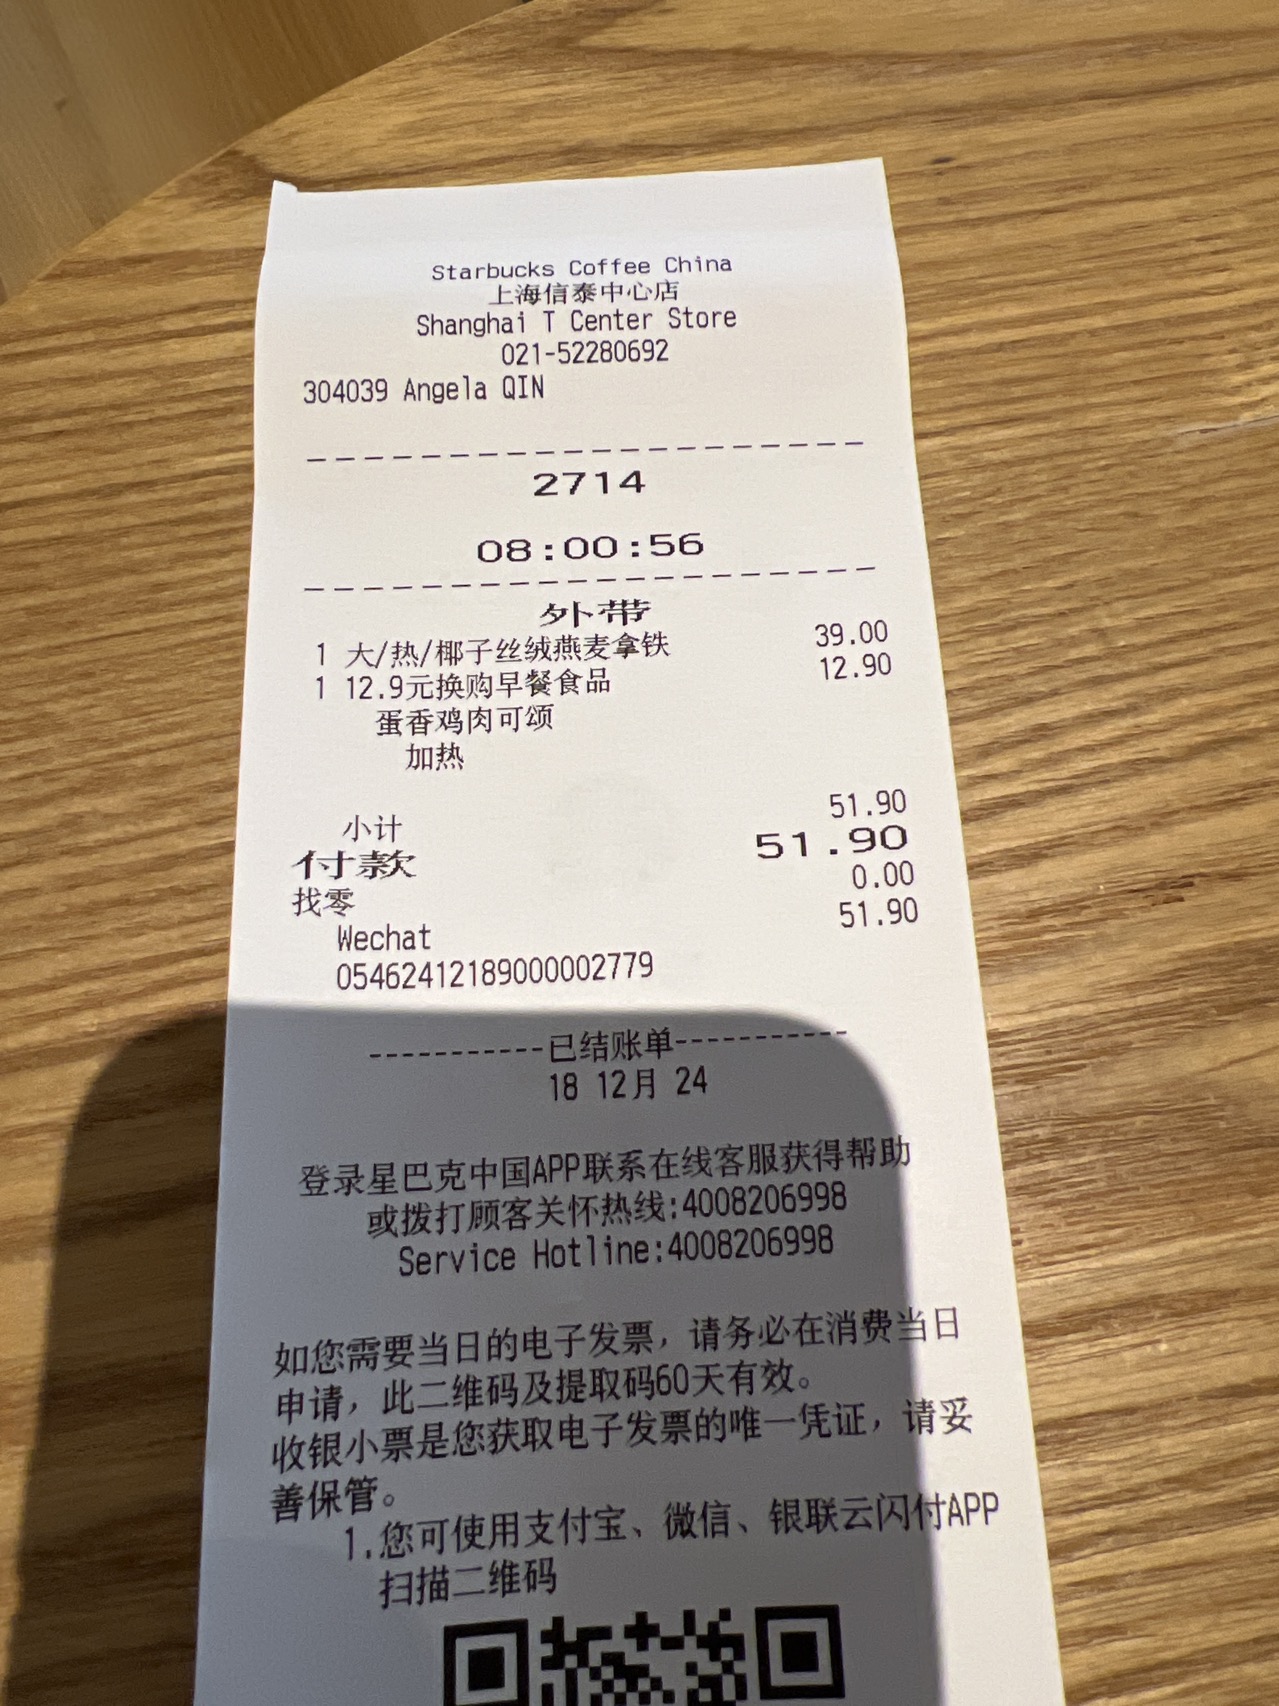 Starbucks Coffee China
上海信泰中心店
Shanghai T Center Store
021-52280692
304039 Angela QIN
2714
08:00:56
外带
1 大/热/椰子丝绒燕麦拿铁 39.00
1 12.9元换购早餐食品 12.90
蛋香鸡肉可颂
加热
小计 51.90
付款 51.90
找零 0.00
Wechat 51.90
05462412189000002779
-----------已结账单-----------
18 12月 24
登录星巴克中国APP联系在线客服获得帮助
或拨打顾客关怀热线:4008206998
Service Hotline:4008206998
如您需要当日的电子发票，请务必在消费当日
申请，此二维码及提取码60天有效。
收银小票是您获取电子发票的唯一凭证，请妥
善保管。
1.您可使用支付宝、微信、银联云闪付APP
扫描二维码